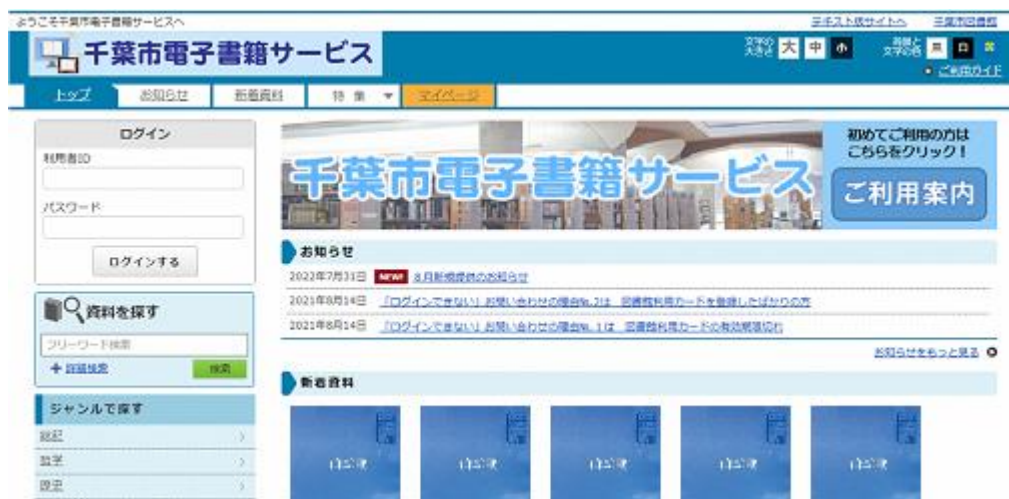 ようこそ千葉市電子書籍サービスへ
テキスト版サイトへ 千葉市図書館
千葉市電子書籍サービス
文字の大きさ 大 中 小 背景と文字の色 黒 白 黄
ご利用ガイド
トップ お知らせ 新着資料 特集 マイページ
ログイン
利用者ID
パスワード
ログインする
千葉市電子書籍サービス
初めてご利用の方は
こちらをクリック!
ご利用案内
お知らせ
2022年7月31日 NEW! 8月新規提供のお知らせ
2021年8月14日 「ログインできない」お問い合わせの場合№.2は 図書館利用カードを登録したばかりの方
2021年8月14日 「ログインできない」お問い合わせの場合№.1は 図書館利用カードの有効期限切れ
お知らせをもっと見る
資料を探す
フリーワード検索
詳細検索
検索
新着資料
ジャンルで探す
総記
哲学
歴史